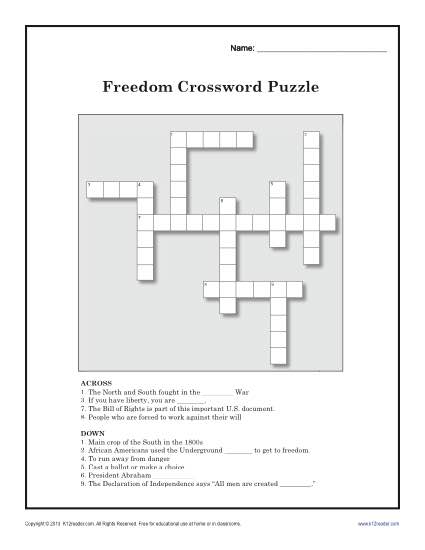 Name: ______________________________
Freedom Crossword Puzzle
1
2
3
4
5
6
7
8
9
ACROSS
1. The North and South fought in the ________ War
3. If you have liberty, you are _______.
7. The Bill of Rights is part of this important U.S. document.
8. People who are forced to work against their will
DOWN
1. Main crop of the South in the 1800s
2. African Americans used the Underground _______ to get to freedom
4. To run away from danger
5. Cast a ballot or make a choice
6. President Abraham
9. The Declaration of Independence says "All men are created ________."
Copyright © 2013 K12reader.com. All Rights Reserved. Free for educational use at home or in classrooms.
www.k12reader.com